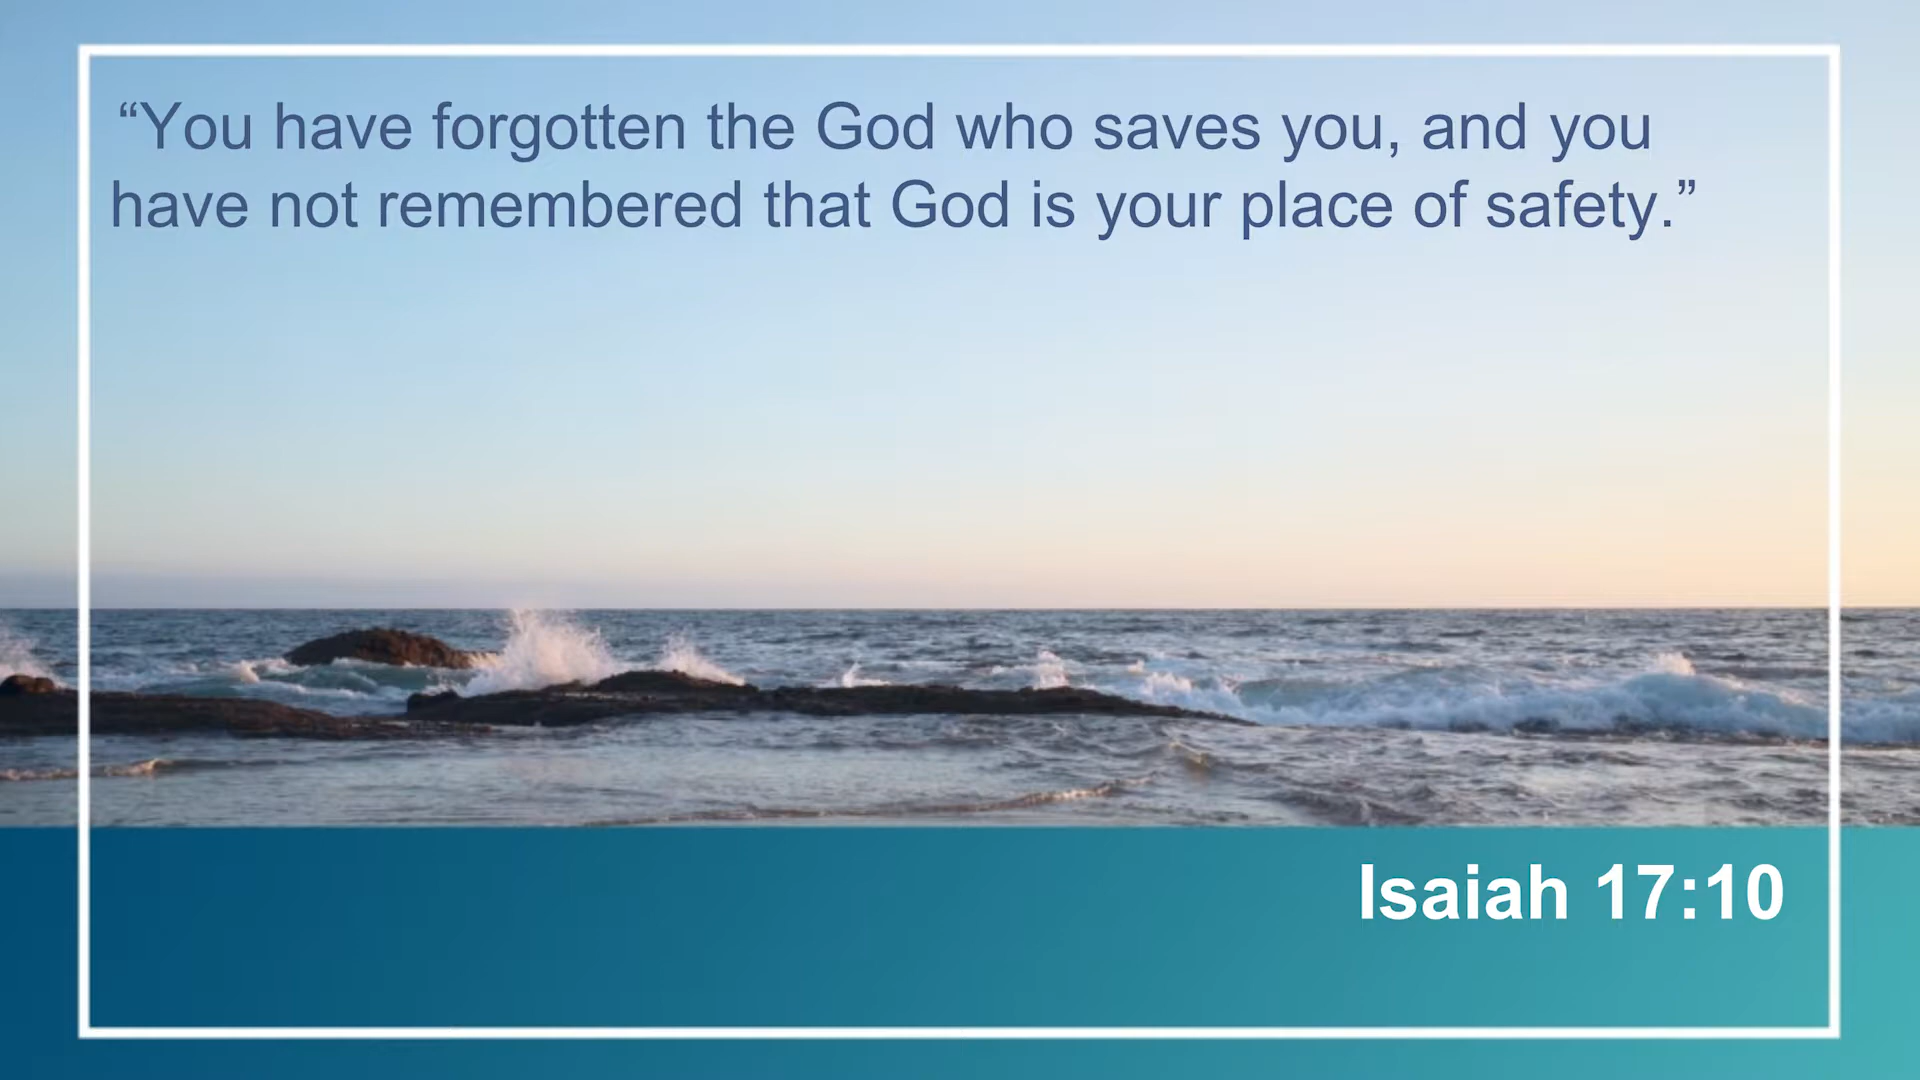 “You have forgotten the God who saves you, and you
have not remembered that God is your place of safety.”
Isaiah 17:10